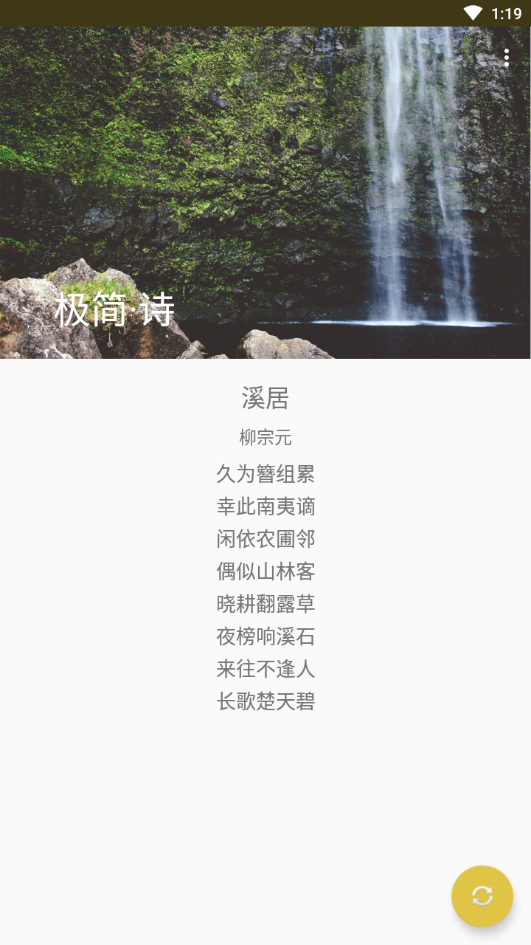 1:19
极简·诗
溪居
柳宗元
久为簪组累
幸此南夷谪
闲依农圃邻
偶似山林客
晓耕翻露草
夜榜响溪石
来往不逢人
长歌楚天碧